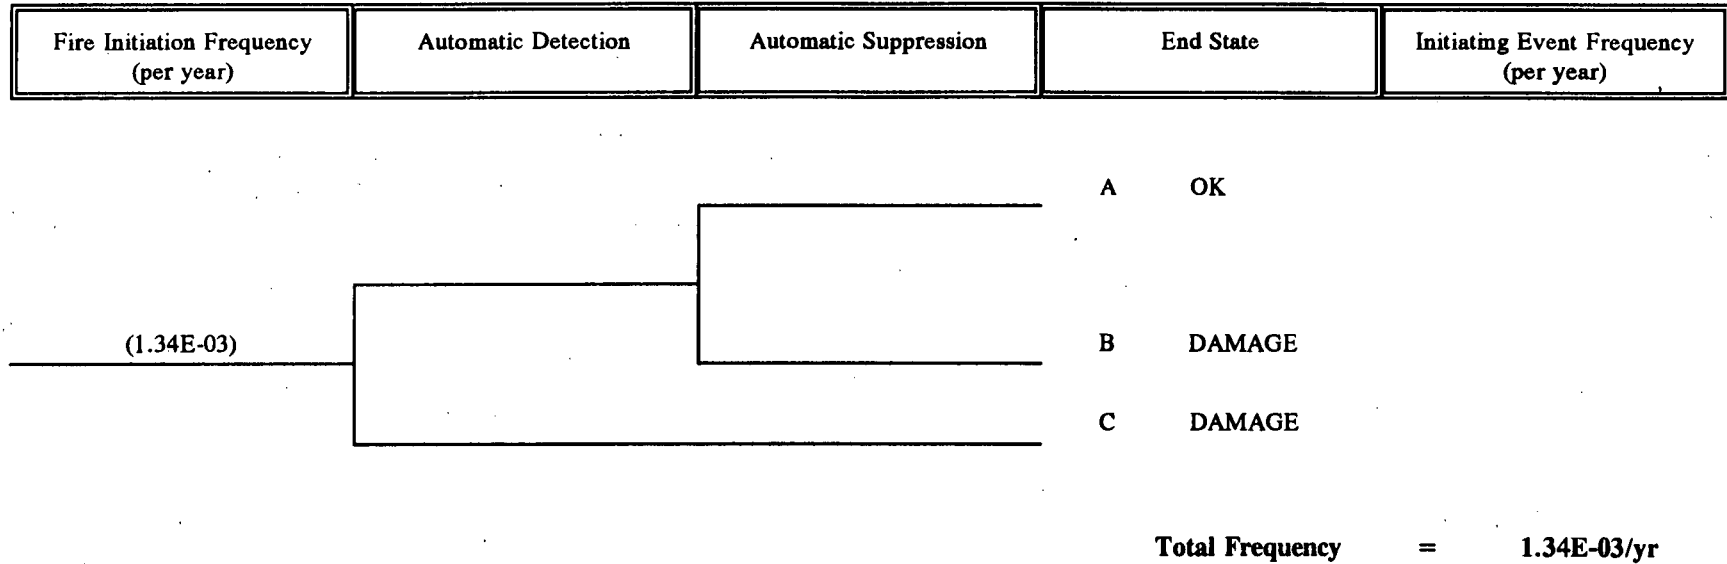 Fire Initiation Frequency
(per year)
Automatic Detection
Automatic Suppression
End State
Initiating Event Frequency
(per year)
A OK
(1.34E-03)
B DAMAGE
C DAMAGE
Total Frequency = 1.34E-03/yr